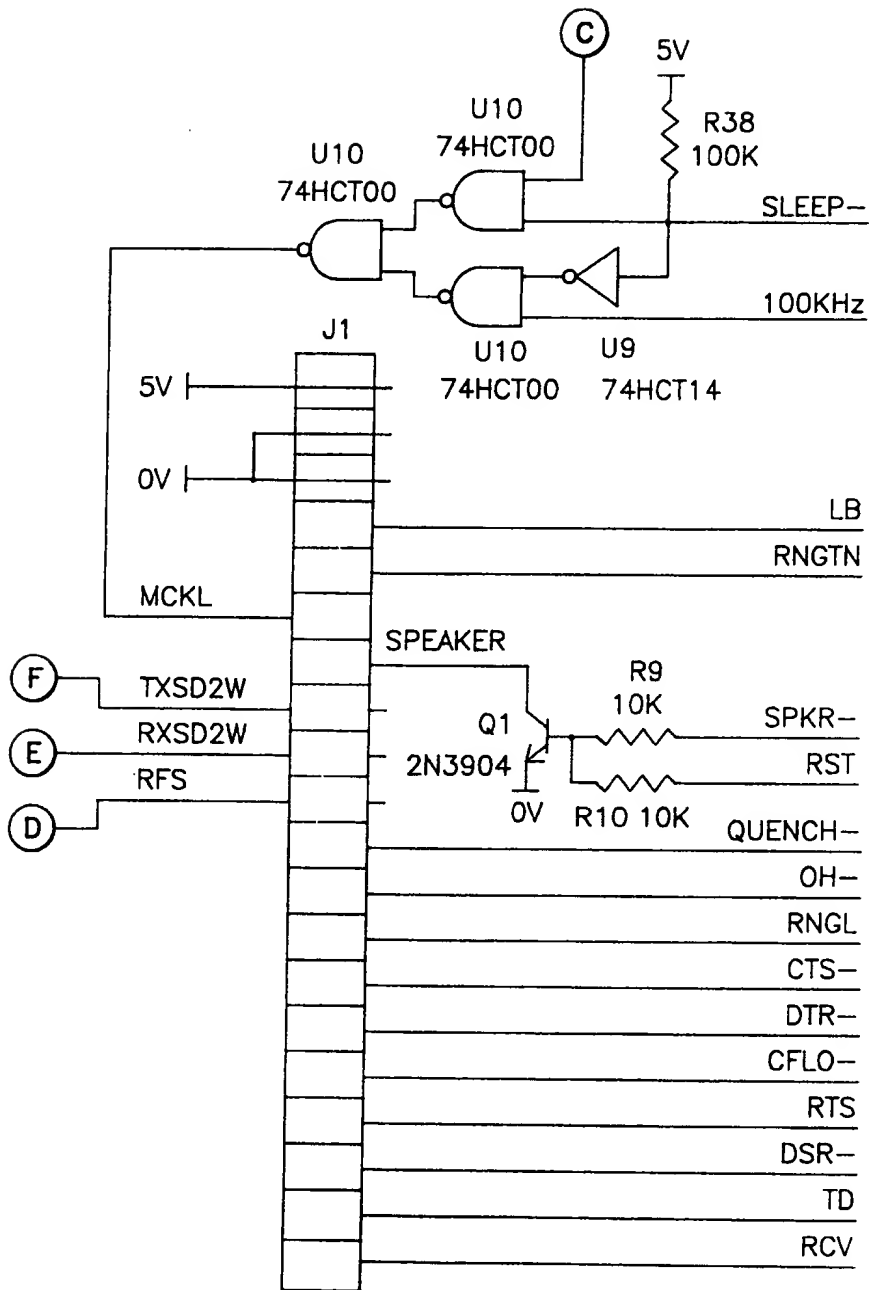 C
5V
U10
74HCT00
R38
100K
U10
74HCT00
SLEEP-
100KHz
J1
U10
74HCT00
U9
74HCT14
5V
0V
LB
RNGTN
MCKL
SPEAKER
F
TXSD2W
R9
10K
Q1
SPKR-
E
RXSD2W
2N3904
RST
RFS
0V
R10 10K
D
QUENCH-
OH-
RNGL
CTS-
DTR-
CFLO-
RTS
DSR-
TD
RCV